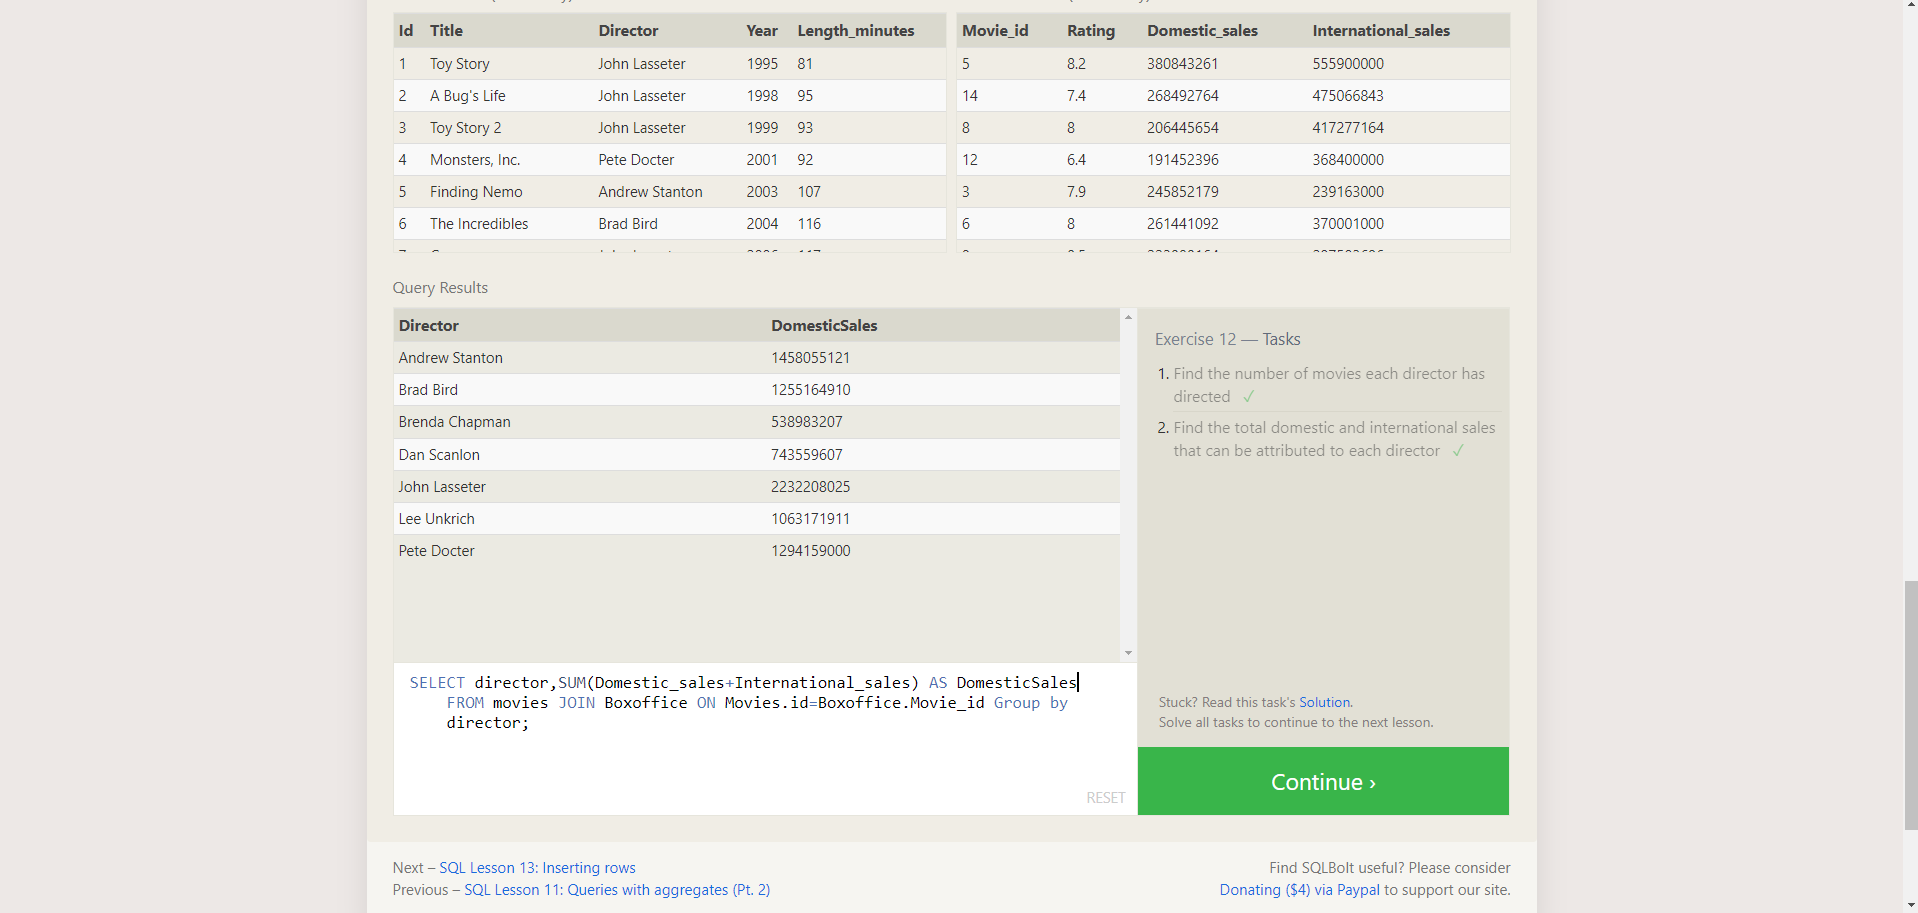 Id Title Director Year Length_minutes
1 Toy Story John Lasseter 1995 81
2 A Bug's Life John Lasseter 1998 95
3 Toy Story 2 John Lasseter 1999 93
4 Monsters, Inc. Pete Docter 2001 92
5 Finding Nemo Andrew Stanton 2003 107
6 The Incredibles Brad Bird 2004 116
Movie_id Rating Domestic_sales International_sales
5 8.2 380843261 555900000
14 7.4 268492764 475066843
8 8 206445654 417277164
12 6.4 191452396 368400000
3 7.9 245852179 239163000
6 8 261441092 370001000
Query Results
Director DomesticSales
Andrew Stanton 1458055121
Brad Bird 1255164910
Brenda Chapman 538983207
Dan Scanlon 743559607
John Lasseter 2232208025
Lee Unkrich 1063171911
Pete Docter 1294159000
SELECT director,SUM(Domestic_sales+International_sales) AS DomesticSales
FROM movies JOIN Boxoffice ON Movies.id=Boxoffice.Movie_id Group by
director;
RESET
Exercise 12 — Tasks
1. Find the number of movies each director has
directed ✓
2. Find the total domestic and international sales
that can be attributed to each director ✓
Stuck? Read this task's Solution.
Solve all tasks to continue to the next lesson.
Continue ›
Next – SQL Lesson 13: Inserting rows
Previous – SQL Lesson 11: Queries with aggregates (Pt. 2)
Find SQLBolt useful? Please consider
Donating ($4) via Paypal to support our site.